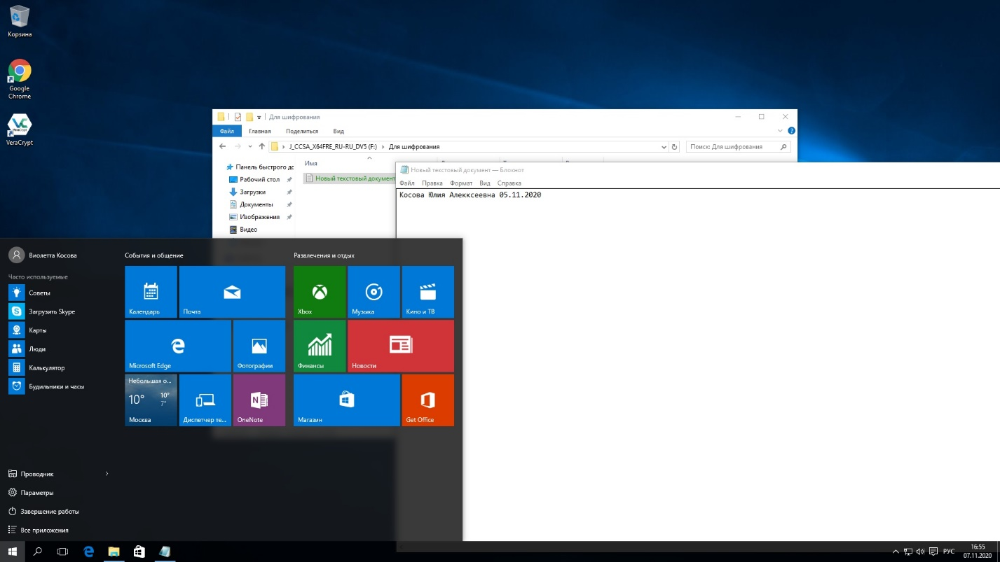 Корзина
Google
Chrome
VeraCrypt
Для шифрования
Файл
Главная
Поделиться
Вид
J_CCSA_X64FRE_RU-RU_DV5 (F:) > Для шифрования
Поиск: Для шифрования
Панель быстрого дс
Рабочий стол
Загрузки
Документы
Изображения
Видео
Имя
Новый текстовый документ
Новый текстовый документ — Блокнот
Файл Правка Формат Вид Справка
Косова Юлия Алекксеевна 05.11.2020
Виолетта Косова
Часто используемые
Советы
Загрузить Skype
Карты
Люди
Калькулятор
Будильники и часы
Проводник
Параметры
Завершение работы
Все приложения
События и общение
Календарь
Почта
Microsoft Edge
Фотографии
Небольшая о...
10°
10°
7°
Москва
Диспетчер те...
OneNote
Развлечения и отдых
Xbox
Музыка
Кино и ТВ
Финансы
Новости
Магазин
Get Office
РУС
16:55
07.11.2020